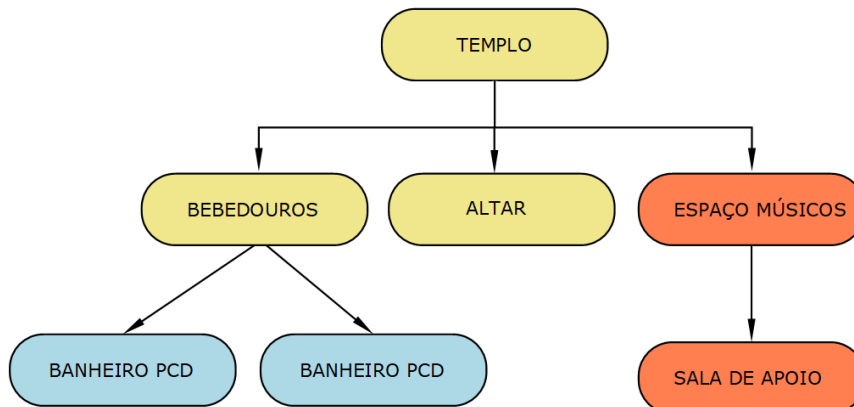 TEMPLO
BEBEDOUROS
ALTAR
ESPAÇO MÚSICOS
BANHEIRO PCD
BANHEIRO PCD
SALA DE APOIO